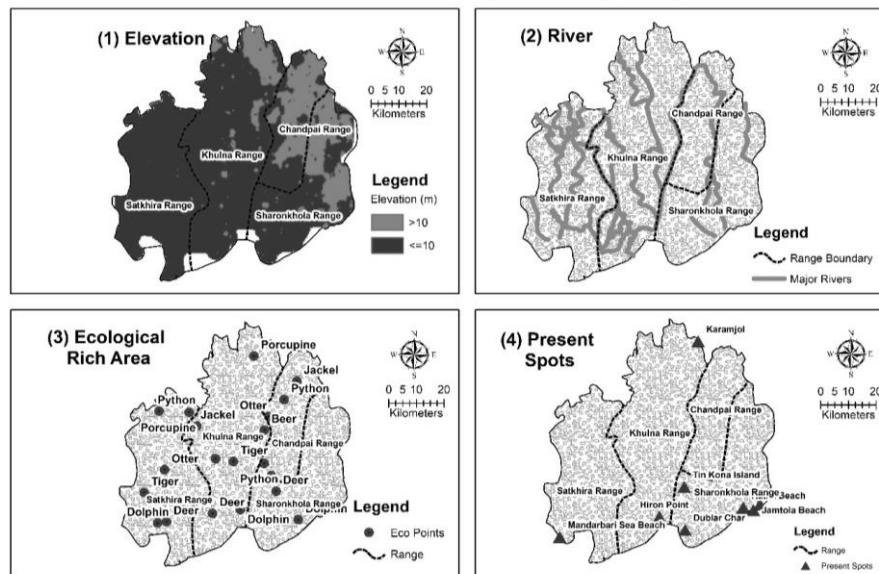 (1) Elevation
N
W E
S
0 5 10 20
Kilometers
Chandpai Range
Khulna Range
Legend
Elevation (m)
Satkhira Range
Sharonkhola Range
>10
<=10
(2) River
N
W E
S
0 5 10 20
Kilometers
Chandpai Range
Khulna Range
Satkhira Range
Sharonkhola Range
Legend
Range Boundary
Major Rivers
(3) Ecological
Rich Area
N
W E
S
0 5 10 20
Kilometers
Porcupine
Jackel
Python
Python
Otter
Jackel
Beer
Porcupine
Khulna Range
Chandpai Range
Otter
Tiger
Tiger
Python
Deer
Satkhira Range
Deer
Sharonkhola Range
Dolphin
Deer
Dolphin
Legend
Eco Points
Range
(4) Present
Spots
N
W E
S
0 5 10 20
Kilometers
Karamjol
Chandpai Range
Khulna Range
Tin Kona Island
Satkhira Range
Sharonkhola Range
Hiron Point
Jamtola Beach
Mandarbari Sea Beach
Dublar Char
Legend
Range
Present Spots